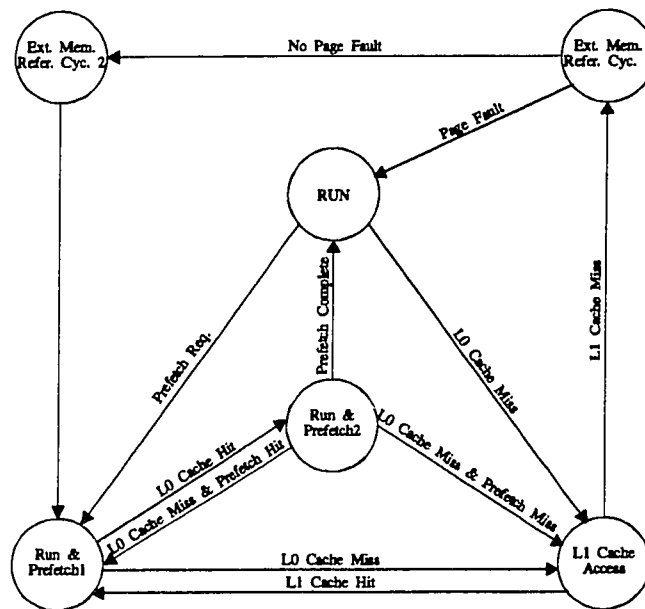 Ext. Mem.
Refer. Cyc. 2
No Page Fault
Ext. Mem.
Refer. Cyc.
Page Fault
RUN
L1 Cache Miss
Prefetch Complete
Prefetch Req.
L0 Cache Miss
Run &
Prefetch2
L0 Cache Hit
L0 Cache Miss & Prefetch Hit
L0 Cache Miss & Prefetch Miss
Run &
Prefetch1
L0 Cache Miss
L1 Cache Hit
L1 Cache
Access